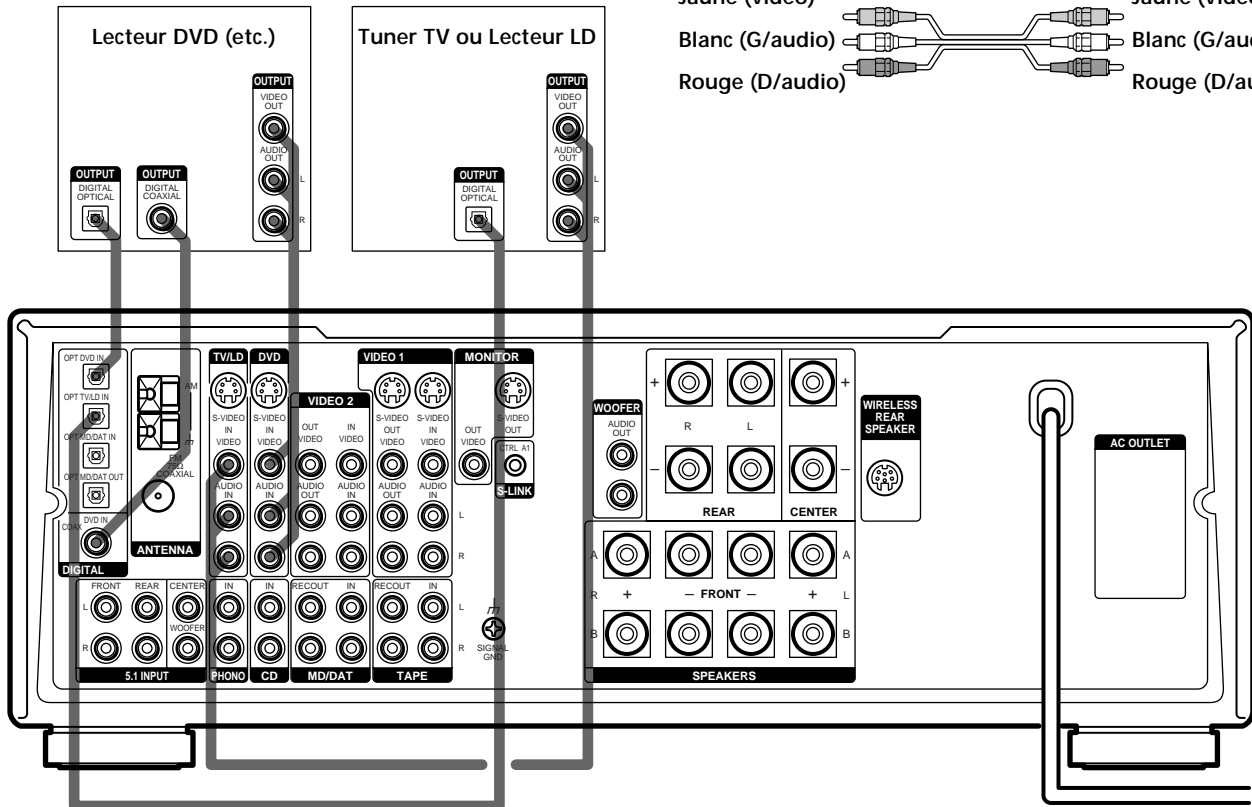 Jaune (vidéo)
Jaune (vidéo
Blanc (G/audio)
Blanc (G/aud
Rouge (D/audio)
Rouge (D/au
Lecteur DVD (etc.)
OUTPUT
VIDEO
OUT
AUDIO
OUT
L
R
OUTPUT
DIGITAL
OPTICAL
OUTPUT
DIGITAL
COAXIAL
Tuner TV ou Lecteur LD
OUTPUT
VIDEO
OUT
AUDIO
OUT
L
R
OUTPUT
DIGITAL
OPTICAL
OPT DVD IN
OPT TV/LD IN
OPT MD/DAT IN
OPT MD/DAT OUT
DVD IN
COAX
DIGITAL
AM
FM
75Ω
COAXIAL
ANTENNA
TV/LD
S-VIDEO
IN
VIDEO
AUDIO
IN
DVD
S-VIDEO
IN
VIDEO
AUDIO
IN
VIDEO 2
OUT
VIDEO
AUDIO
OUT
IN
VIDEO
AUDIO
IN
VIDEO 1
S-VIDEO
OUT
VIDEO
AUDIO
OUT
S-VIDEO
IN
VIDEO
AUDIO
IN
L
R
MONITOR
OUT
VIDEO
S-VIDEO
OUT
CTRL A1
S-LINK
FRONT
REAR
CENTER
WOOFER
L
R
5.1 INPUT
IN
PHONO
IN
CD
RECOUT
IN
MD/DAT
RECOUT
IN
TAPE
L
R
SIGNAL
GND
WOOFER
AUDIO
OUT
+
R
L
+
−
−
REAR
CENTER
A
A
R
+
− FRONT −
+
L
B
B
SPEAKERS
WIRELESS
REAR
SPEAKER
AC OUTLET